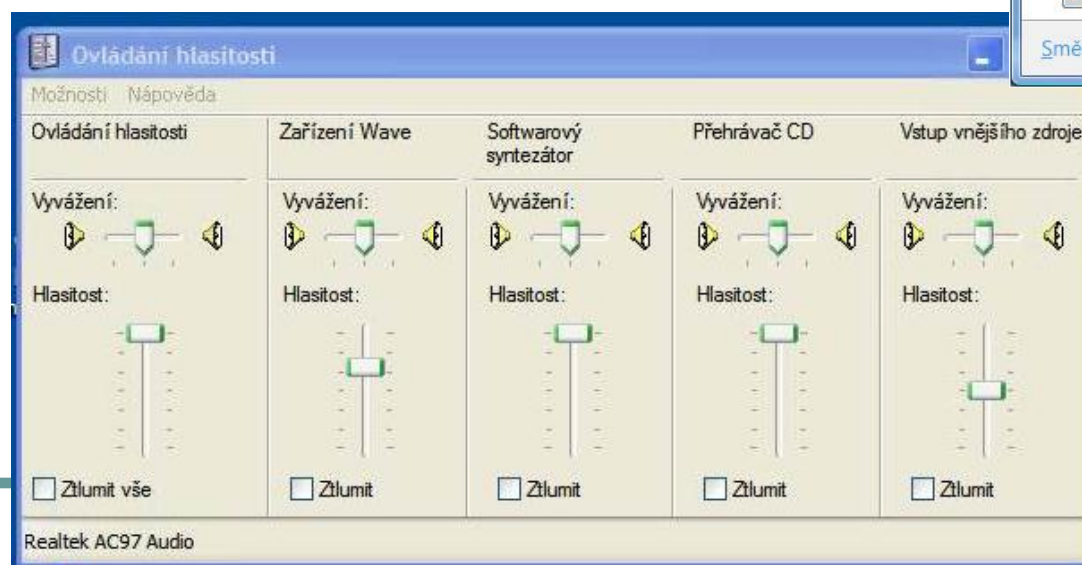 Smě
Ovládání hlasitosti
Možnosti Nápověda
Ovládání hlasitosti Zařízení Wave Softwarový syntezátor Přehrávač CD Vstup vnějšího zdroje
Vyvážení: Vyvážení: Vyvážení: Vyvážení: Vyvážení:
Hlasitost: Hlasitost: Hlasitost: Hlasitost: Hlasitost:
Ztlumit vše Ztlumit Ztlumit Ztlumit Ztlumit
Realtek AC97 Audio